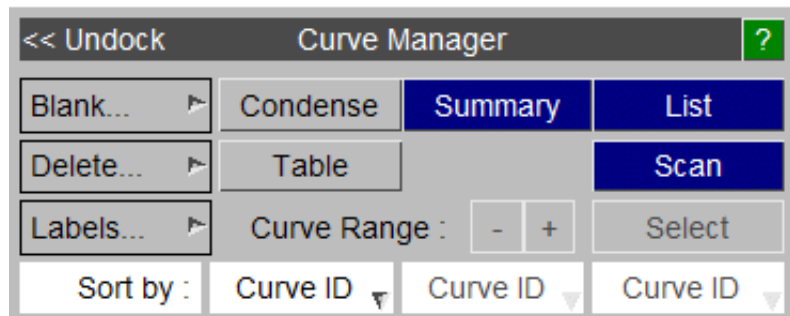 << Undock Curve Manager ?
Blank... Condense Summary List
Delete... Table Scan
Labels... Curve Range : - + Select
Sort by : Curve ID Curve ID Curve ID